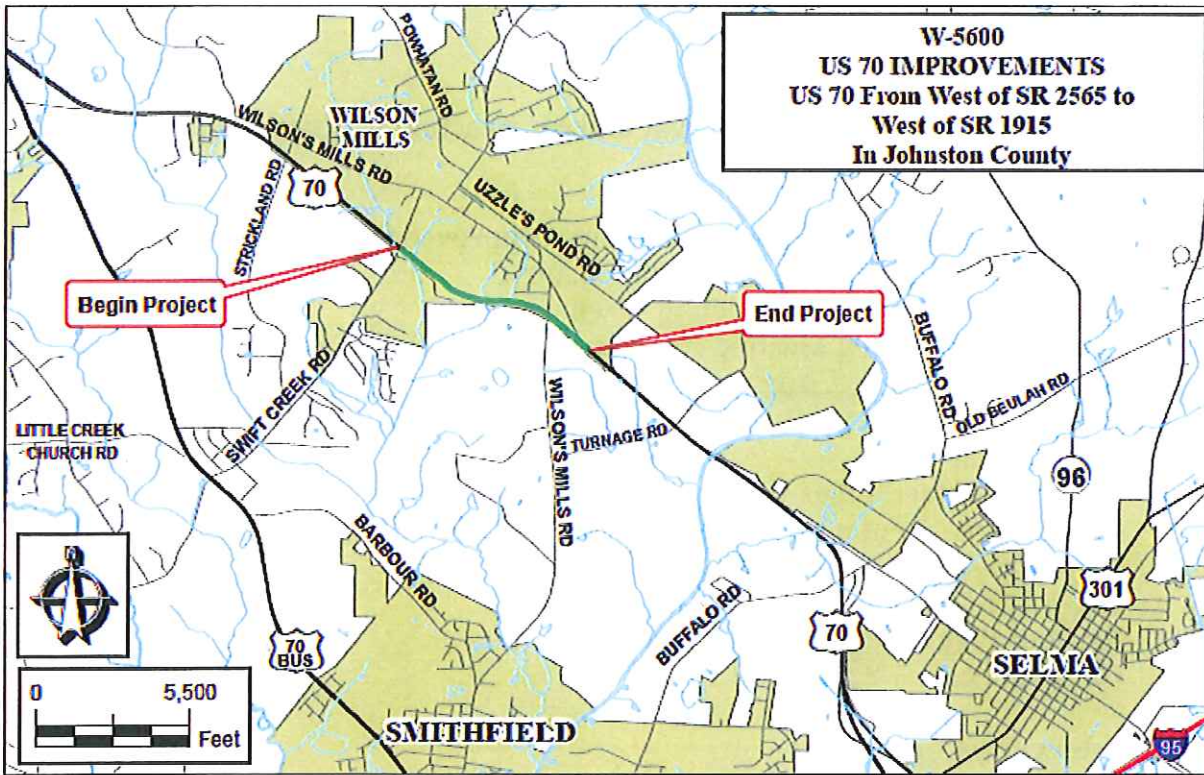 W-5600
US 70 IMPROVEMENTS
US 70 From West of SR 2565 to
West of SR 1915
In Johnston County
POWHATAN RD
WILSON
MILLS
WILSON'S MILLS RD
70
STRICKLAND RD
UZZLE'S POND RD
Begin Project
End Project
BUFFALO RD
OLD BEULAH RD
SWIFT CREEK RD
LITTLE CREEK
CHURCH RD
WILSON'S MILLS RD
TURNAGE RD
96
BARBOUR RD
301
BUFFALO RD
70
70
BUS
SELMA
SMITHFIELD
95
0 5,500
Feet